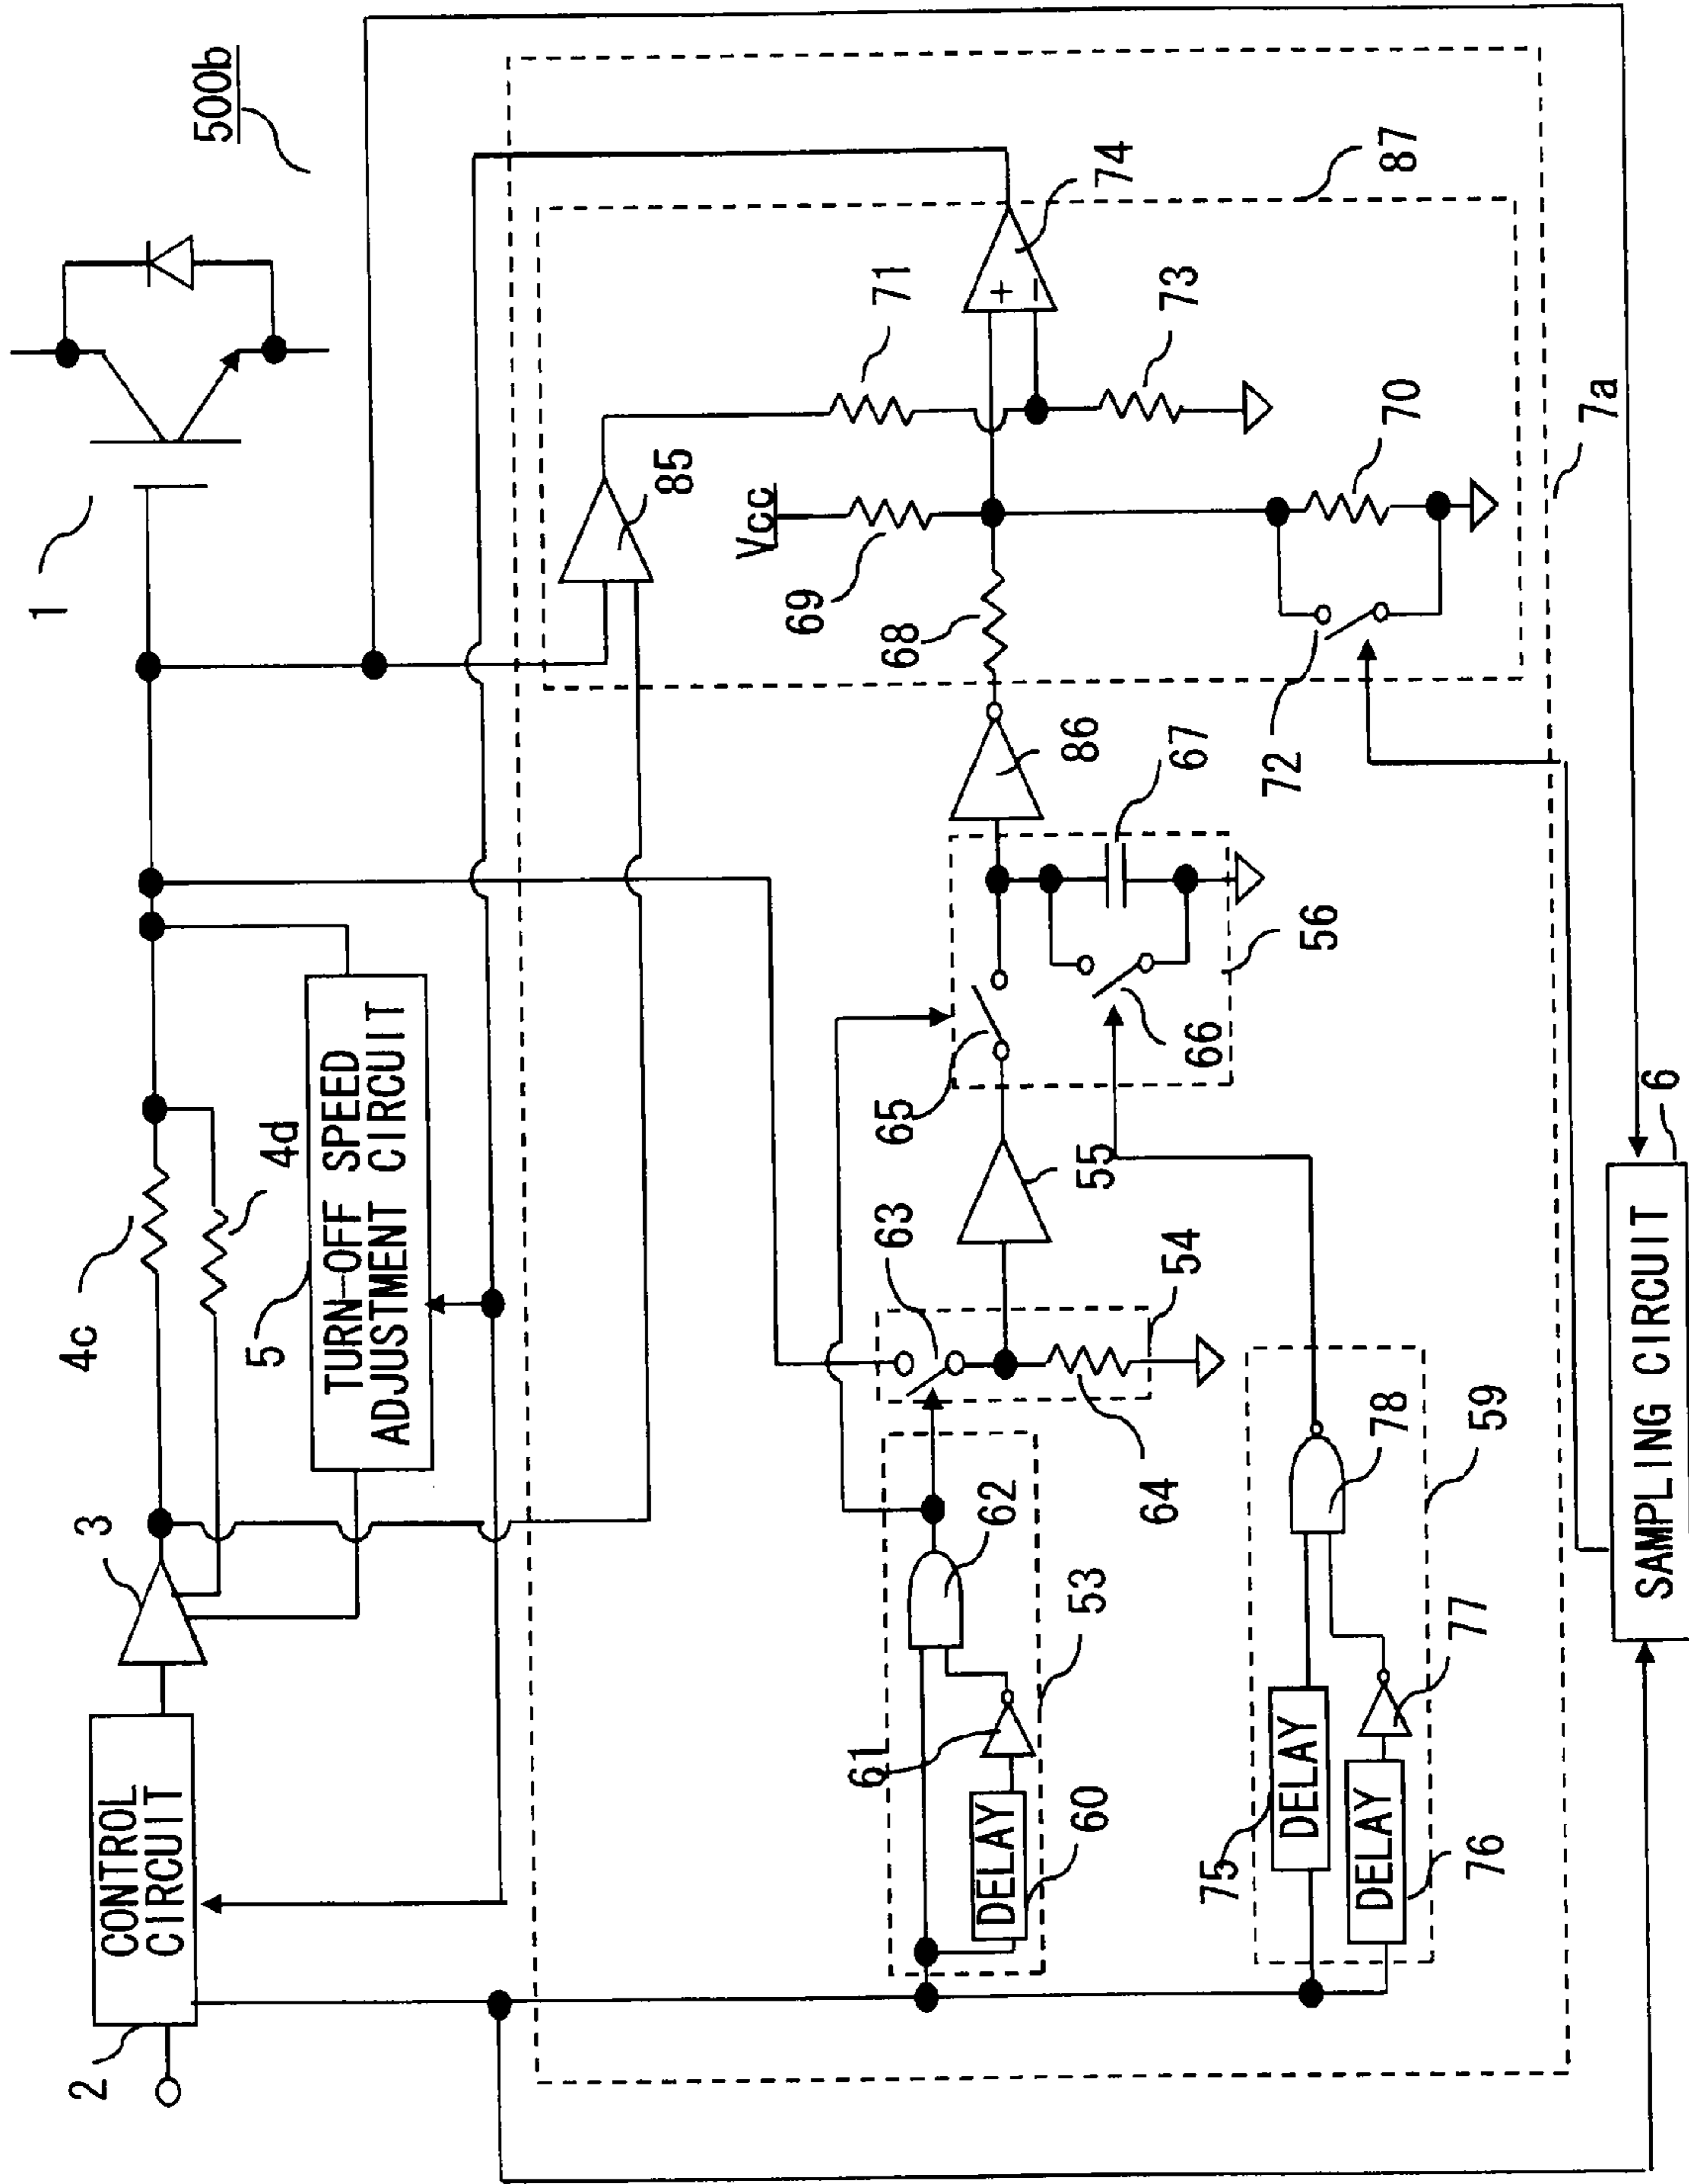 500b
1
4c
4d
3
5
TURN-OFF SPEED
ADJUSTMENT CIRCUIT
CONTROL
CIRCUIT
2
87
74
71
73
85
Vcc
69
68
70
7a
72
86
67
56
66
65
55
63
54
64
62
53
61
DELAY
60
78
59
77
75
DELAY
DELAY
76
6
SAMPLING CIRCUIT
+
−